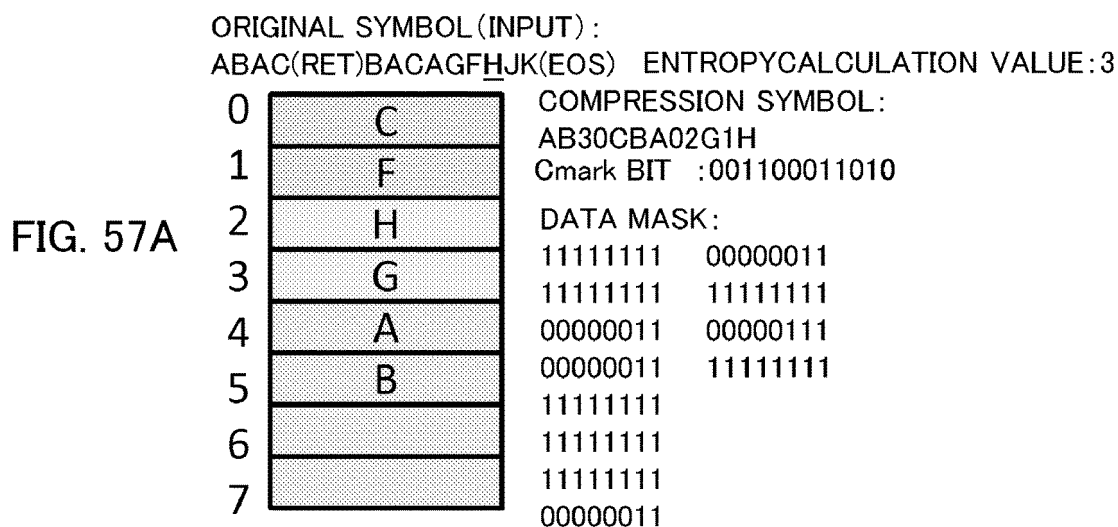 ORIGINAL SYMBOL(INPUT):
ABAC(RET)BACAGFHJK(EOS) ENTROPYCALCULATION VALUE:3
FIG. 57A
0 C
1 F
2 H
3 G
4 A
5 B
6
7
COMPRESSION SYMBOL:
AB30CBA02G1H
Cmark BIT :001100011010
DATA MASK:
11111111 00000011
11111111 11111111
00000011 00000111
00000011 11111111
11111111
11111111
11111111
00000011